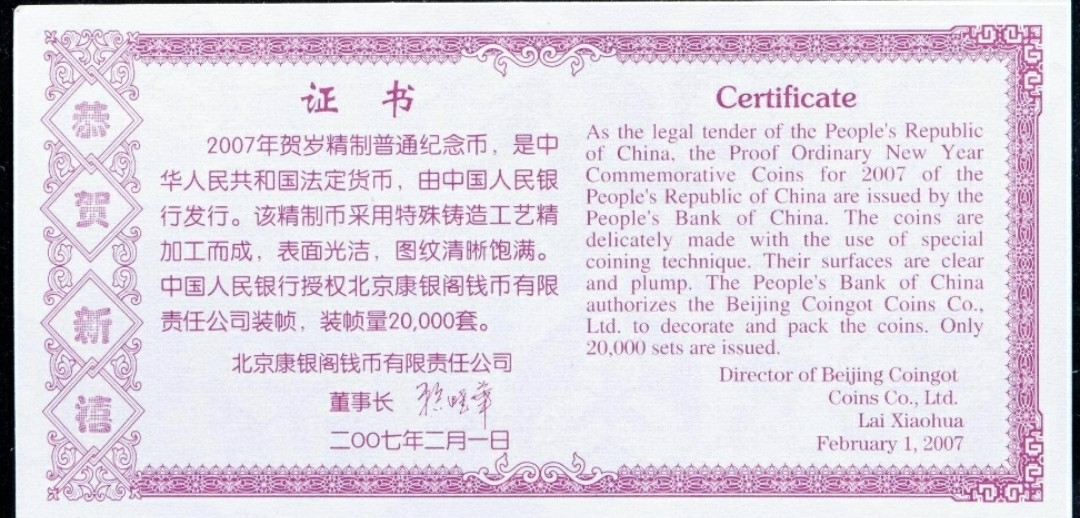 恭
贺
新
禧
证 书
2007年贺岁精制普通纪念币，是中
华人民共和国法定货币，由中国人民银
行发行。该精制币采用特殊铸造工艺精
加工而成，表面光洁，图纹清晰饱满。
中国人民银行授权北京康银阁钱币有限
责任公司装帧，装帧量20,000套。
北京康银阁钱币有限责任公司
董事长
二〇〇七年二月一日
Certificate
As the legal tender of the People's Republic
of China, the Proof Ordinary New Year
Commemorative Coins for 2007 of the
People's Republic of China are issued by the
People's Bank of China. The coins are
delicately made with the use of special
coining technique. Their surfaces are clear
and plump. The People's Bank of China
authorizes the Beijing Coingot Coins Co.,
Ltd. to decorate and pack the coins. Only
20,000 sets are issued.
Director of Beijing Coingot
Coins Co., Ltd.
Lai Xiaohua
February 1, 2007